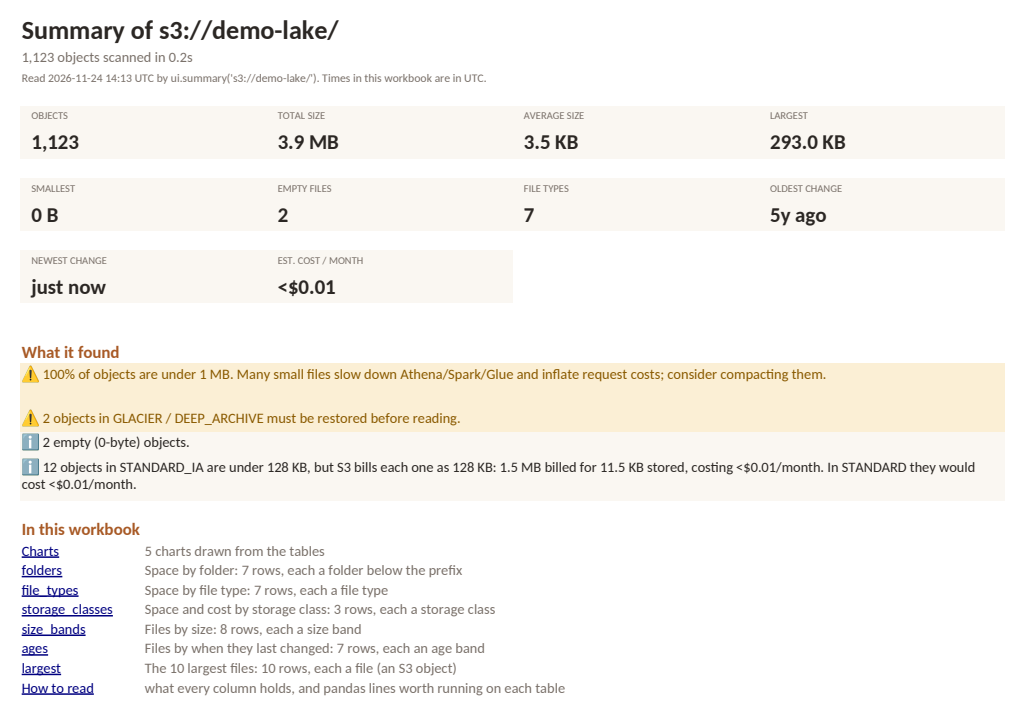 Summary of s3://demo-lake/
1,123 objects scanned in 0.2s
Read 2026-11-24 14:13 UTC by ui.summary('s3://demo-lake/'). Times in this workbook are in UTC.
OBJECTS TOTAL SIZE AVERAGE SIZE LARGEST
1,123 3.9 MB 3.5 KB 293.0 KB
SMALLEST EMPTY FILES FILE TYPES OLDEST CHANGE
0 B 2 7 5y ago
NEWEST CHANGE EST. COST / MONTH
just now <$0.01
What it found
⚠️ 100% of objects are under 1 MB. Many small files slow down Athena/Spark/Glue and inflate request costs; consider compacting them.
⚠️ 2 objects in GLACIER / DEEP_ARCHIVE must be restored before reading.
ℹ️ 2 empty (0-byte) objects.
ℹ️ 12 objects in STANDARD_IA are under 128 KB, but S3 bills each one as 128 KB: 1.5 MB billed for 11.5 KB stored, costing <$0.01/month. In STANDARD they would
cost <$0.01/month.
In this workbook
Charts 5 charts drawn from the tables
folders Space by folder: 7 rows, each a folder below the prefix
file_types Space by file type: 7 rows, each a file type
storage_classes Space and cost by storage class: 3 rows, each a storage class
size_bands Files by size: 8 rows, each a size band
ages Files by when they last changed: 7 rows, each an age band
largest The 10 largest files: 10 rows, each a file (an S3 object)
How to read what every column holds, and pandas lines worth running on each table